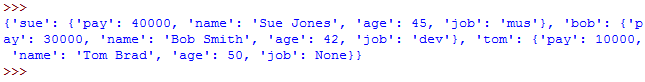 >>>
{'sue': {'pay': 40000, 'name': 'Sue Jones', 'age': 45, 'job': 'mus'}, 'bob': {'p
ay': 30000, 'name': 'Bob Smith', 'age': 42, 'job': 'dev'}, 'tom': {'pay': 10000,
 'name': 'Tom Brad', 'age': 50, 'job': None}}
>>>